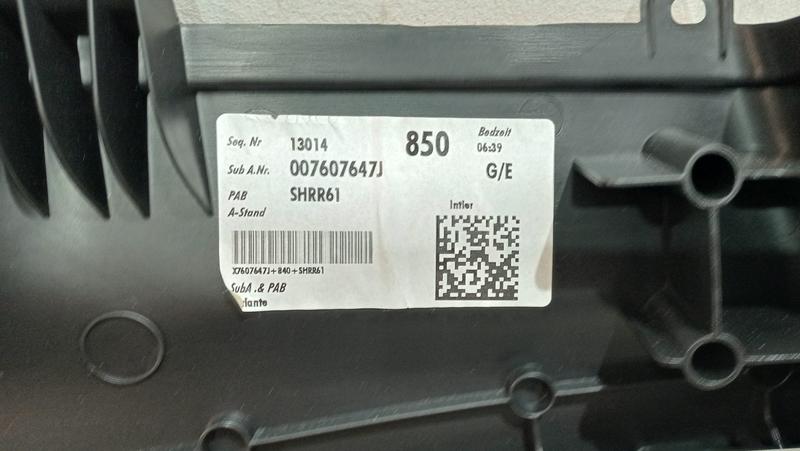 Seq. Nr 13014 850 Bedzeit
06:39
Sub A.Nr. 007607647J G/E
PAB SHRR61
A-Stand
Intier
X7607647J+840+SHRR61
SubA .& PAB